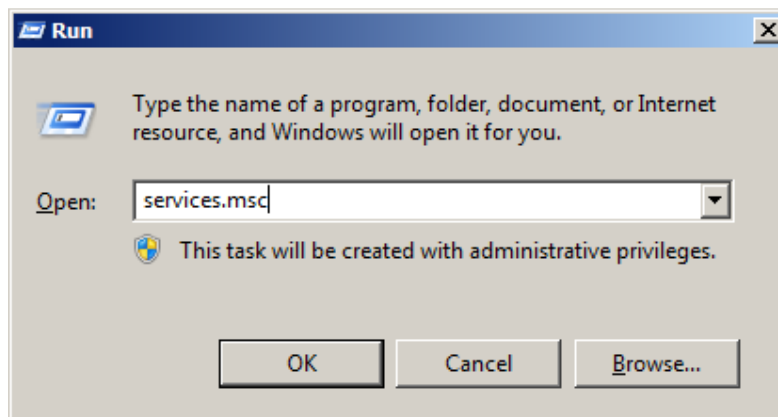 Run
Type the name of a program, folder, document, or Internet
resource, and Windows will open it for you.
Open: services.msc
This task will be created with administrative privileges.
OK Cancel Browse...